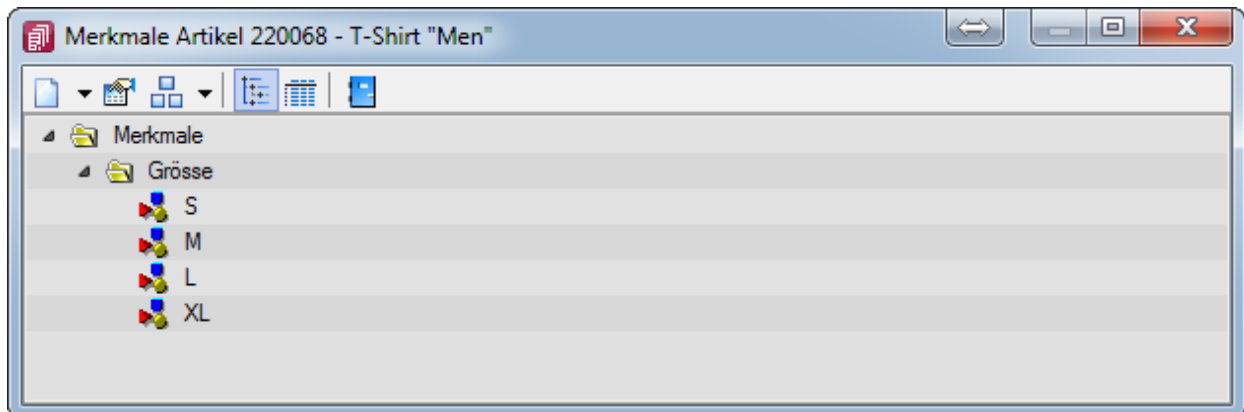 Merkmale Artikel 220068 - T-Shirt "Men"
Merkmale
Grösse
S
M
L
XL